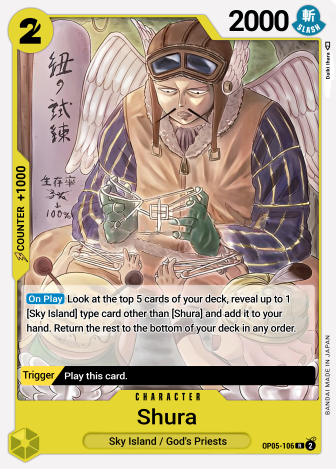 2
2000
斬
SLASH
Daiki Ihara
紐の試練
生存率
3%
↓
100%
COUNTER +1000
On Play Look at the top 5 cards of your deck, reveal up to 1
[Sky Island] type card other than [Shura] and add it to your
hand. Return the rest to the bottom of your deck in any order.
Trigger Play this card.
CHARACTER
Shura
Sky Island / God's Priests
OP05-106 R 2
BANDAI MADE IN JAPAN